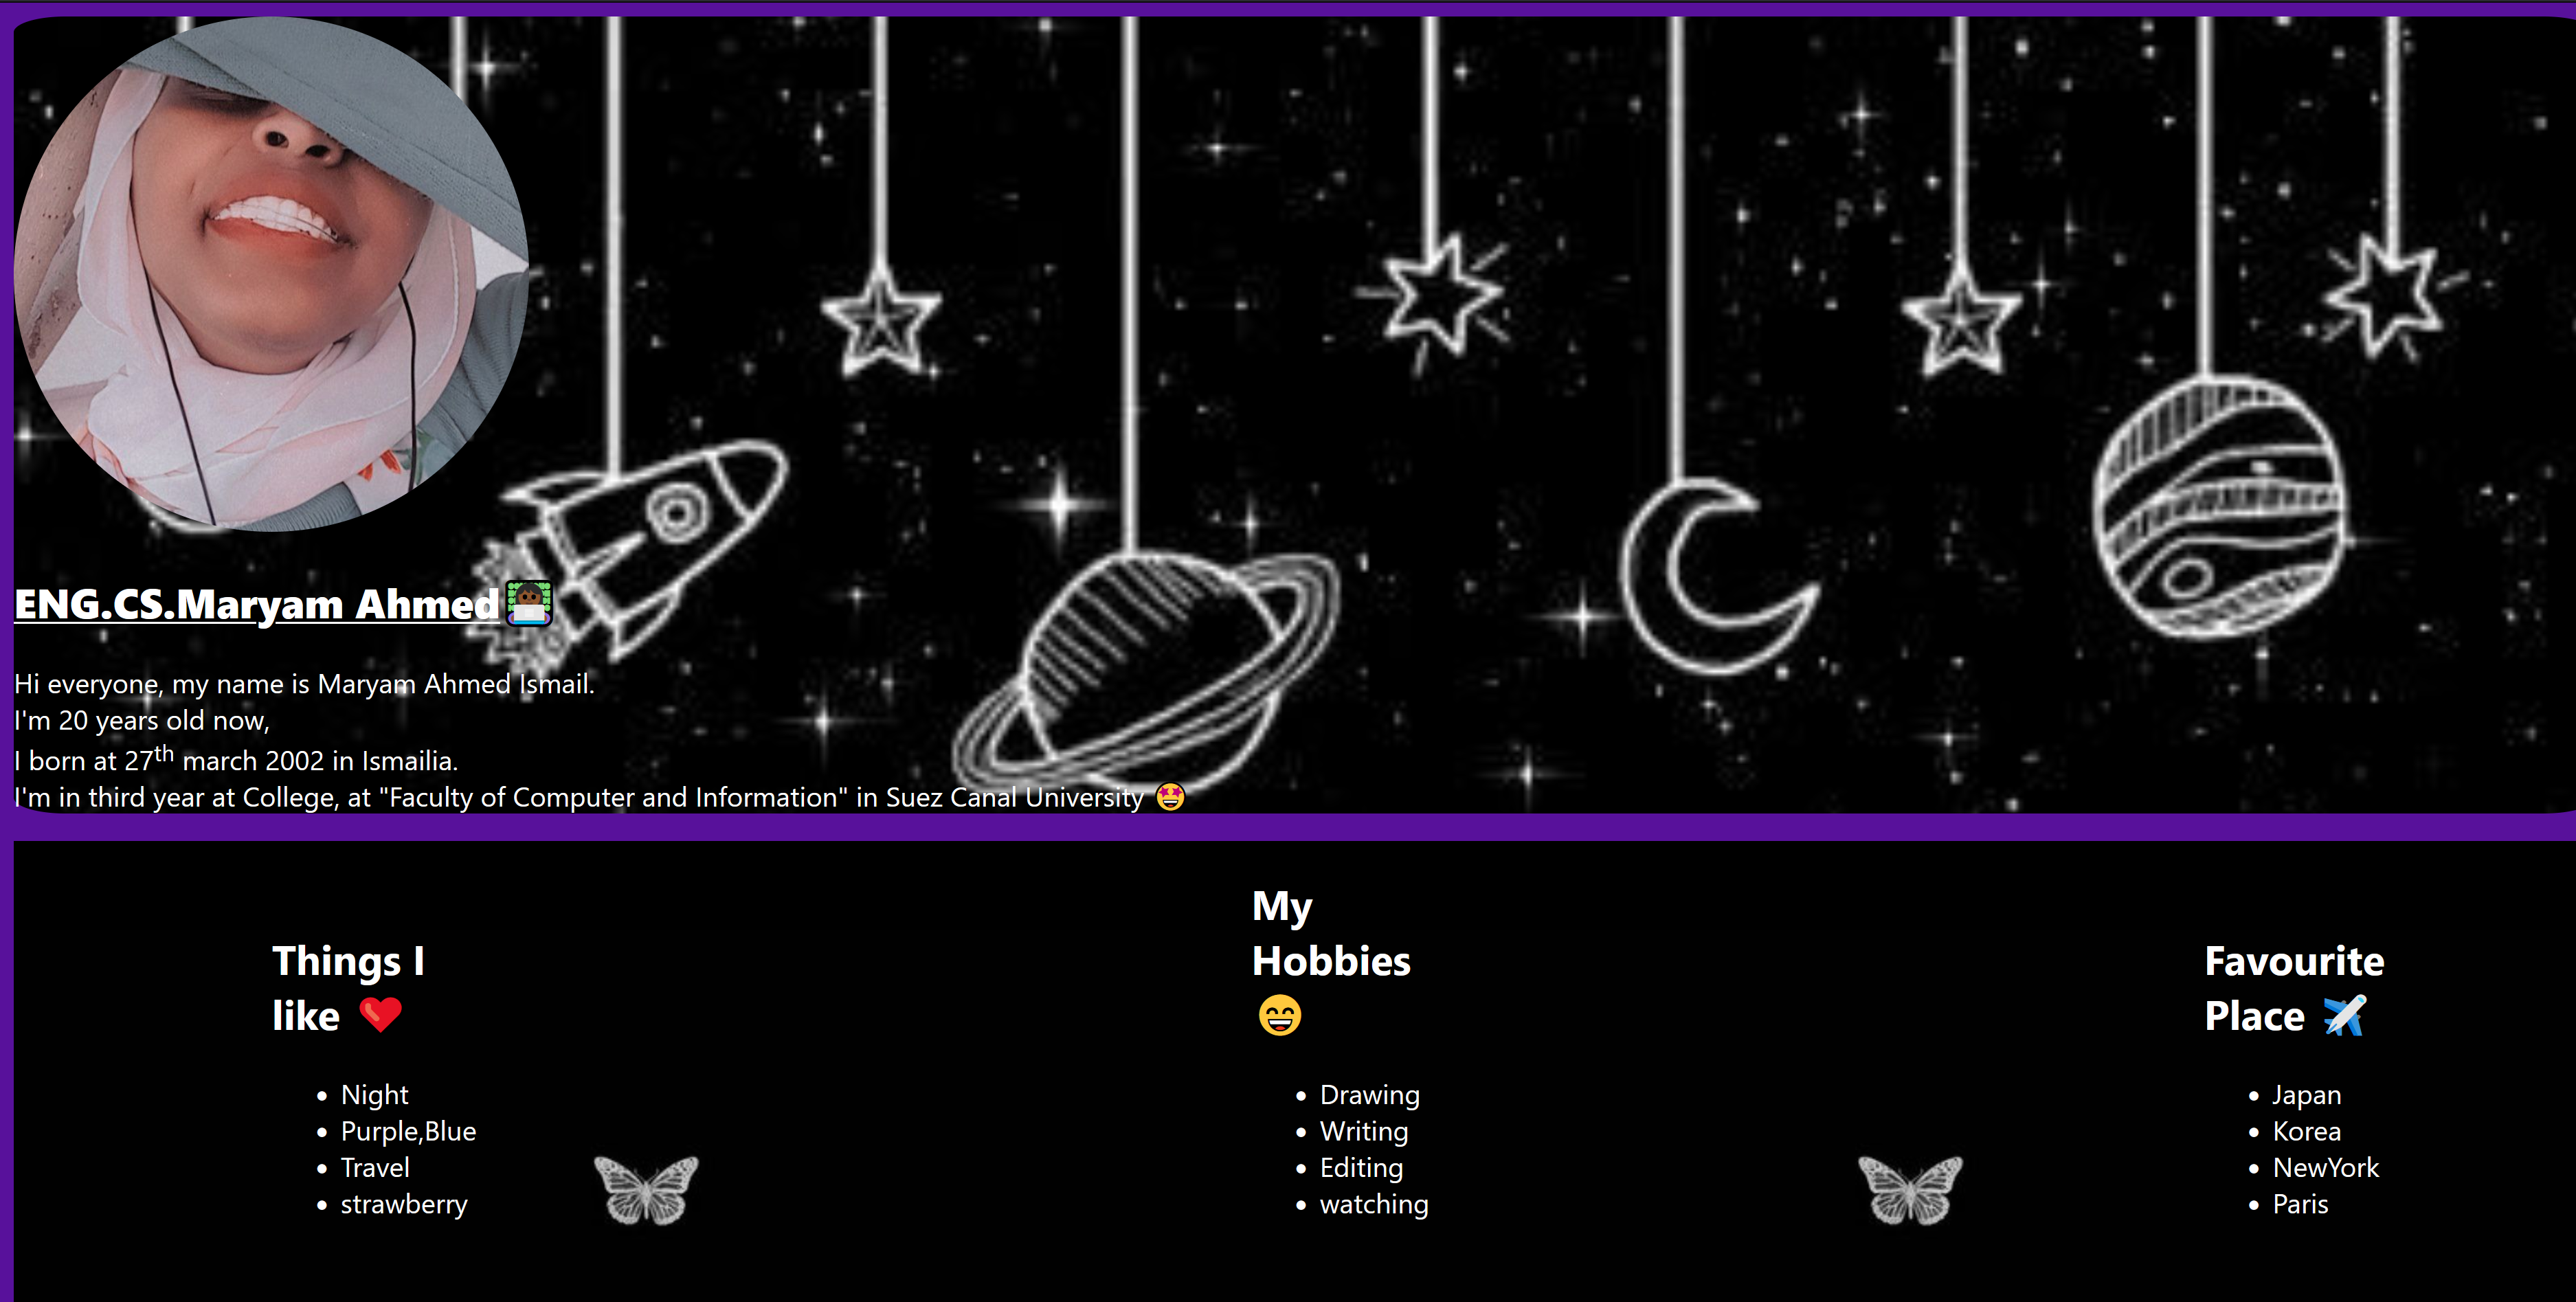 ENG.CS.Maryam Ahmed👩🏿‍💻
Hi everyone, my name is Maryam Ahmed Ismail.
I'm 20 years old now,
I born at 27th march 2002 in Ismailia.
I'm in third year at College, at "Faculty of Computer and Information" in Suez Canal University 🤩
Things I
like ❤️
Night
Purple,Blue
Travel
strawberry
My
Hobbies
😄
Drawing
Writing
Editing
watching
Favourite
Place ✈️
Japan
Korea
NewYork
Paris